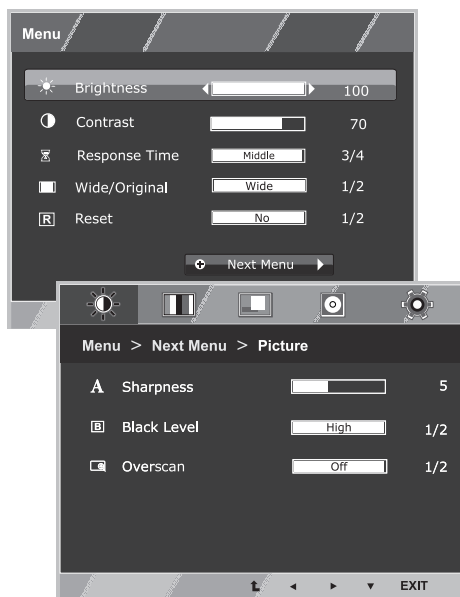 Menu
Brightness 100
Contrast 70
Response Time Middle 3/4
Wide/Original Wide 1/2
R Reset No 1/2
Next Menu
Menu > Next Menu > Picture
A Sharpness 5
B Black Level High 1/2
Overscan Off 1/2
EXIT